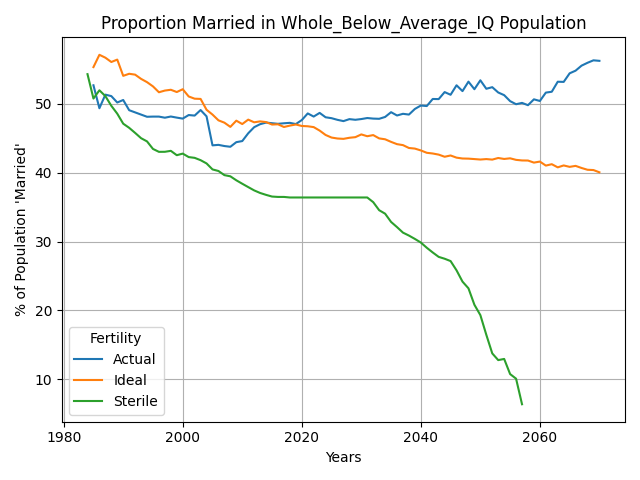 Proportion Married in Whole_Below_Average_IQ Population
% of Population 'Married'
50
40
30
20
10
Fertility
Actual
Ideal
Sterile
1980
2000
2020
2040
2060
Years